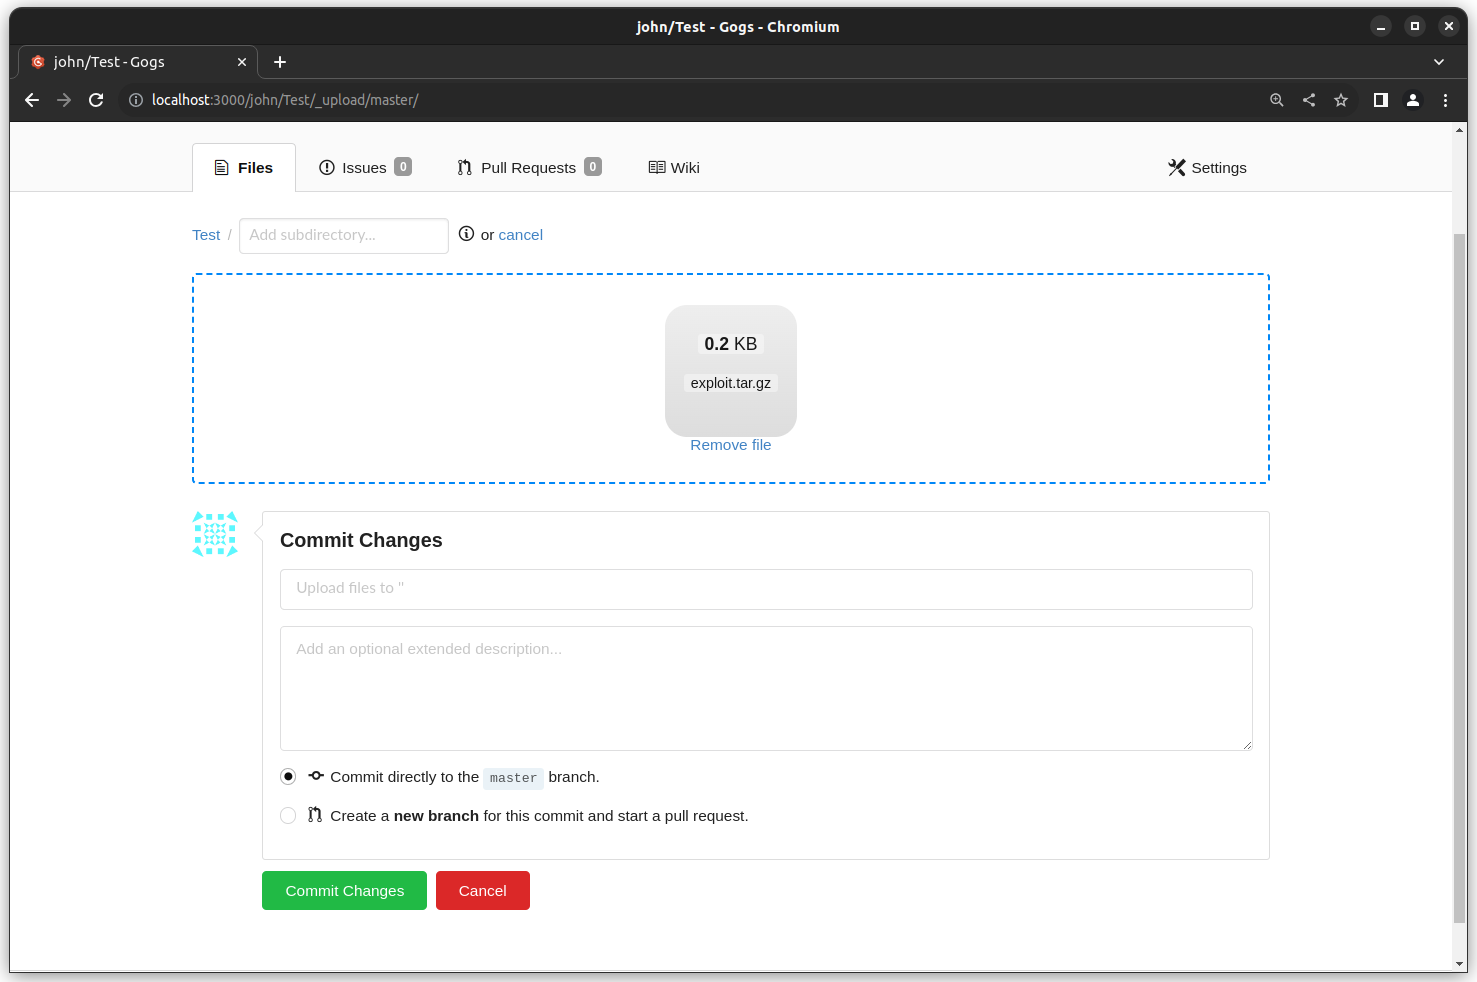 john/Test - Gogs - Chromium
john/Test - Gogs
localhost:3000/john/Test/_upload/master/
Files
Issues 0
Pull Requests 0
Wiki
Settings
Test / Add subdirectory... or cancel
0.2 KB
exploit.tar.gz
Remove file
Commit Changes
Upload files to ''
Add an optional extended description...
Commit directly to the master branch.
Create a new branch for this commit and start a pull request.
Commit Changes
Cancel